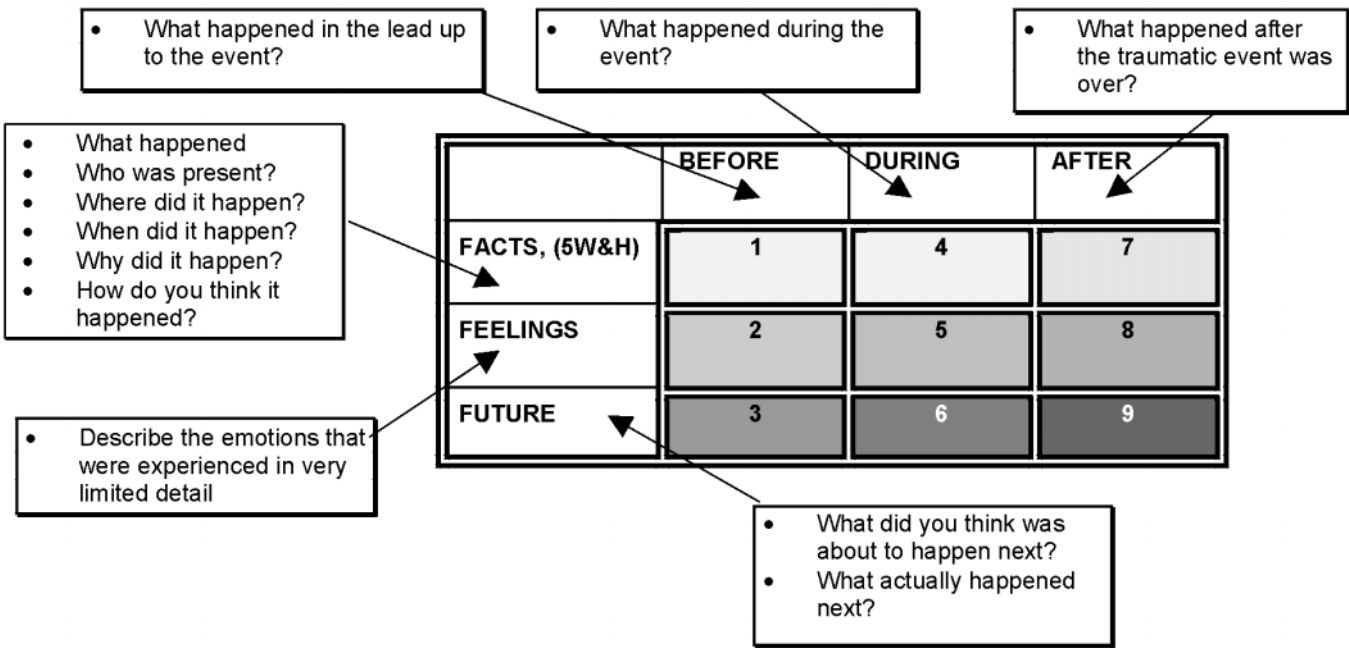 • What happened in the lead up
to the event?
• What happened during the
event?
• What happened after
the traumatic event was
over?
• What happened
• Who was present?
• Where did it happen?
• When did it happen?
• Why did it happen?
• How do you think it
happened?
BEFORE DURING AFTER
FACTS, (5W&H) 1 4 7
FEELINGS 2 5 8
FUTURE 3 6 9
• Describe the emotions that
were experienced in very
limited detail
• What did you think was
about to happen next?
• What actually happened
next?